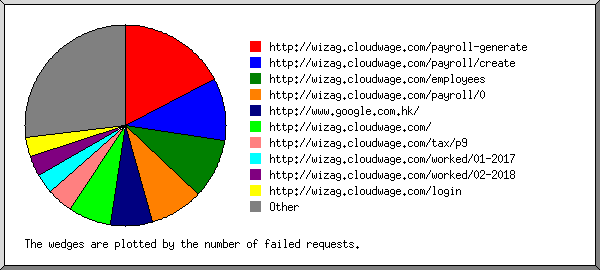 http://wizag.cloudwage.com/payroll-generate
http://wizag.cloudwage.com/payroll/create
http://wizag.cloudwage.com/employees
http://wizag.cloudwage.com/payroll/0
http://www.google.com.hk/
http://wizag.cloudwage.com/
http://wizag.cloudwage.com/tax/p9
http://wizag.cloudwage.com/worked/01-2017
http://wizag.cloudwage.com/worked/02-2018
http://wizag.cloudwage.com/login
Other
The wedges are plotted by the number of failed requests.